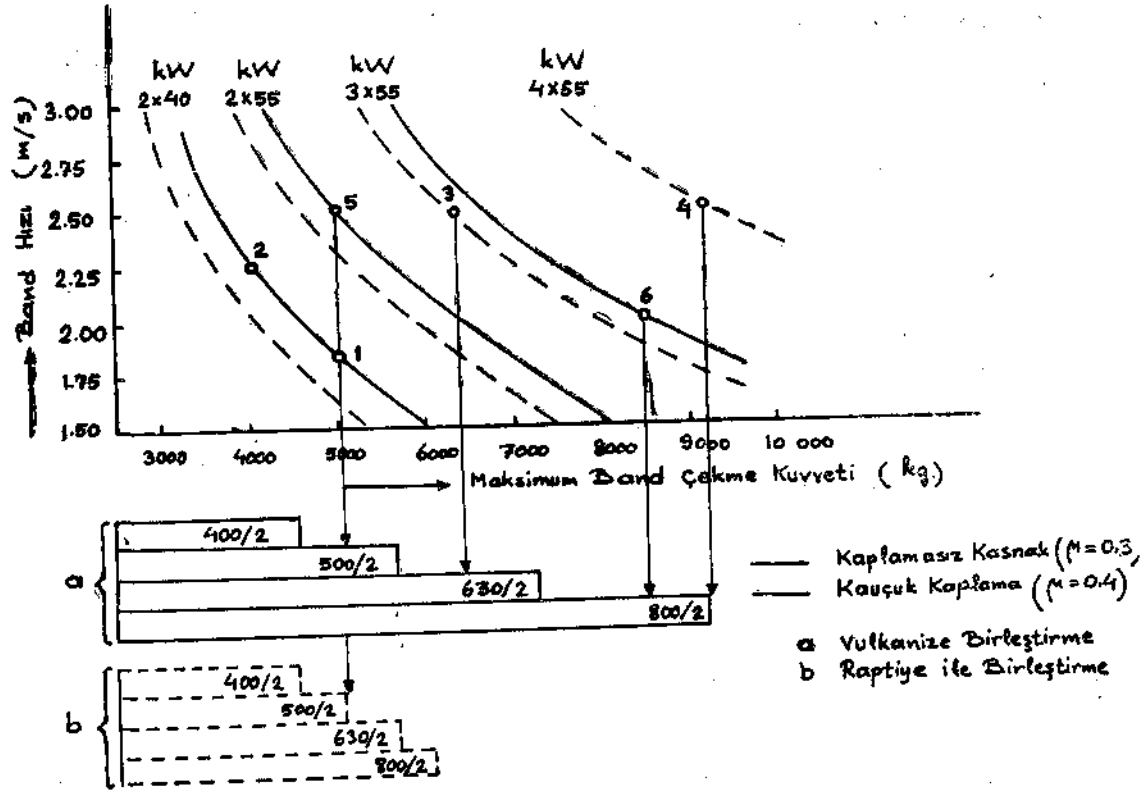 kW kW kW kW
2×40 2×55 3×55 4×55
Band Hızı (m/s)
3.00
2.75
2.50
2.25
2.00
1.75
1.50
1
2
3
4
5
6
3000 4000 5000 6000 7000 8000 9000 10 000
Maksimum Band Çekme Kuvveti (kg.)
a
400/2
500/2
630/2
800/2
b
400/2
500/2
630/2
800/2
Kaplamasız Kasnak (μ=0.3,
Kauçuk Kaplama (μ=0.4)
a Vulkanize Birleştirme
b Raptiye ile Birleştirme